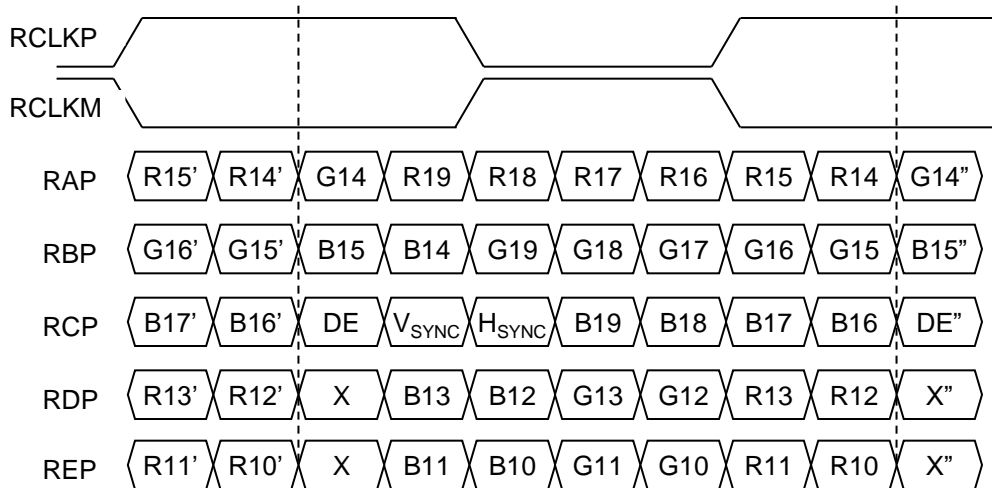 RCLKP
RCLKM
RAP R15’ R14’ G14 R19 R18 R17 R16 R15 R14 G14”
RBP G16’ G15’ B15 B14 G19 G18 G17 G16 G15 B15”
RCP B17’ B16’ DE VSYNC HSYNC B19 B18 B17 B16 DE”
RDP R13’ R12’ X B13 B12 G13 G12 R13 R12 X”
REP R11’ R10’ X B11 B10 G11 G10 R11 R10 X”